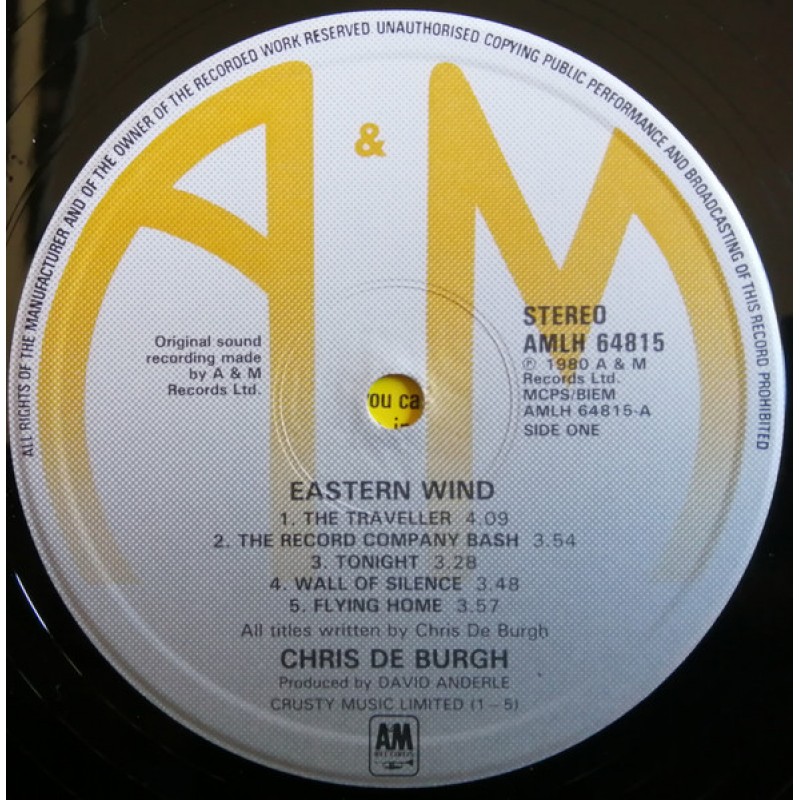 ALL RIGHTS OF THE MANUFACTURER AND OF THE OWNER OF THE RECORDED WORK RESERVED UNAUTHORISED COPYING PUBLIC PERFORMANCE AND BROADCASTING OF THIS RECORD PROHIBITED
A & M
Original sound
recording made
by A & M
Records Ltd.
STEREO
AMLH 64815
℗ 1980 A & M
Records Ltd.
MCPS/BIEM
AMLH 64815-A
SIDE ONE
ou ca
EASTERN WIND
1. THE TRAVELLER 4.09
2. THE RECORD COMPANY BASH 3.54
3. TONIGHT 3.28
4. WALL OF SILENCE 3.48
5. FLYING HOME 3.57
All titles written by Chris De Burgh
CHRIS DE BURGH
Produced by DAVID ANDERLE
CRUSTY MUSIC LIMITED (1–5)
AM
RECORDS